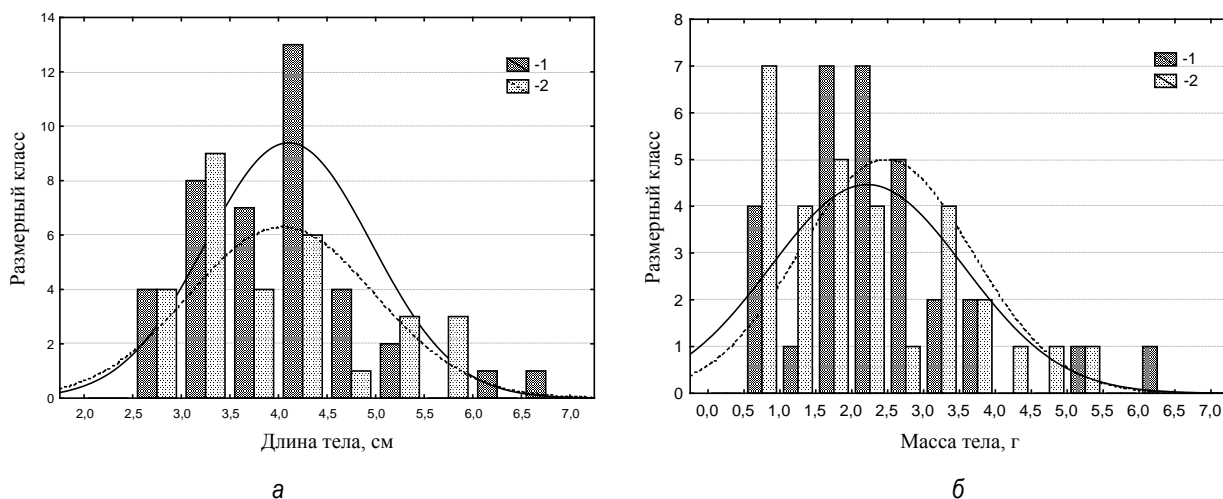 14
12
10
8
6
4
2
0
Размерный класс
-1
-2
2,0 2,5 3,0 3,5 4,0 4,5 5,0 5,5 6,0 6,5 7,0
Длина тела, см
а
8
7
6
5
4
3
2
1
0
Размерный класс
-1
-2
0,0 0,5 1,0 1,5 2,0 2,5 3,0 3,5 4,0 4,5 5,0 5,5 6,0 6,5 7,0
Масса тела, г
б